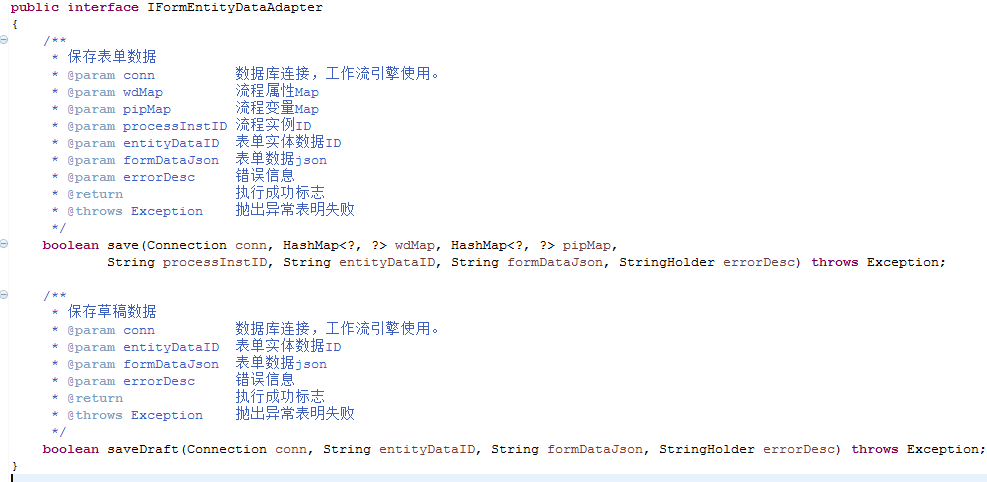 public interface IFormEntityDataAdapter
{
    /**
     * 保存表单数据
     * @param conn          数据库连接，工作流引擎使用。
     * @param wdMap         流程属性Map
     * @param pipMap        流程变量Map
     * @param processInstID 流程实例ID
     * @param entityDataID  表单实体数据ID
     * @param formDataJson  表单数据json
     * @param errorDesc     错误信息
     * @return              执行成功标志
     * @throws Exception    抛出异常表明失败
     */
    boolean save(Connection conn, HashMap<?, ?> wdMap, HashMap<?, ?> pipMap,
            String processInstID, String entityDataID, String formDataJson, StringHolder errorDesc) throws Exception;
    /**
     * 保存草稿数据
     * @param conn          数据库连接，工作流引擎使用。
     * @param entityDataID  表单实体数据ID
     * @param formDataJson  表单数据json
     * @param errorDesc     错误信息
     * @return              执行成功标志
     * @throws Exception    抛出异常表明失败
     */
    boolean saveDraft(Connection conn, String entityDataID, String formDataJson, StringHolder errorDesc) throws Exception;
}